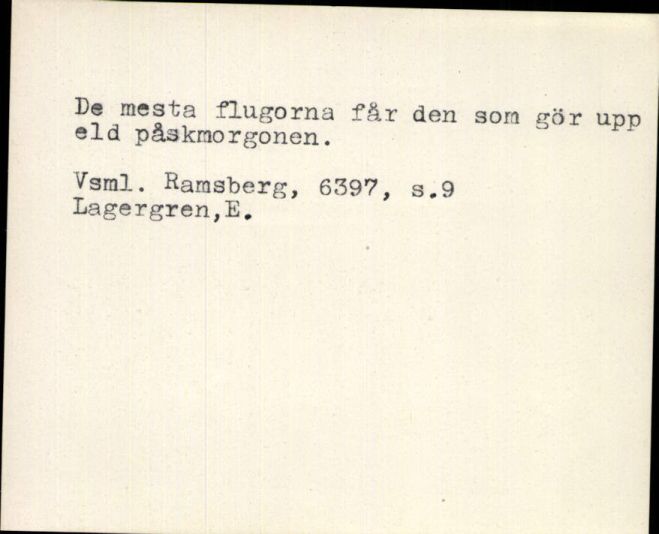 De mesta flugorna får den som gör upp
eld påskmorgonen.
Vsml. Ramsberg, 6397, s.9
Lagergren,E.